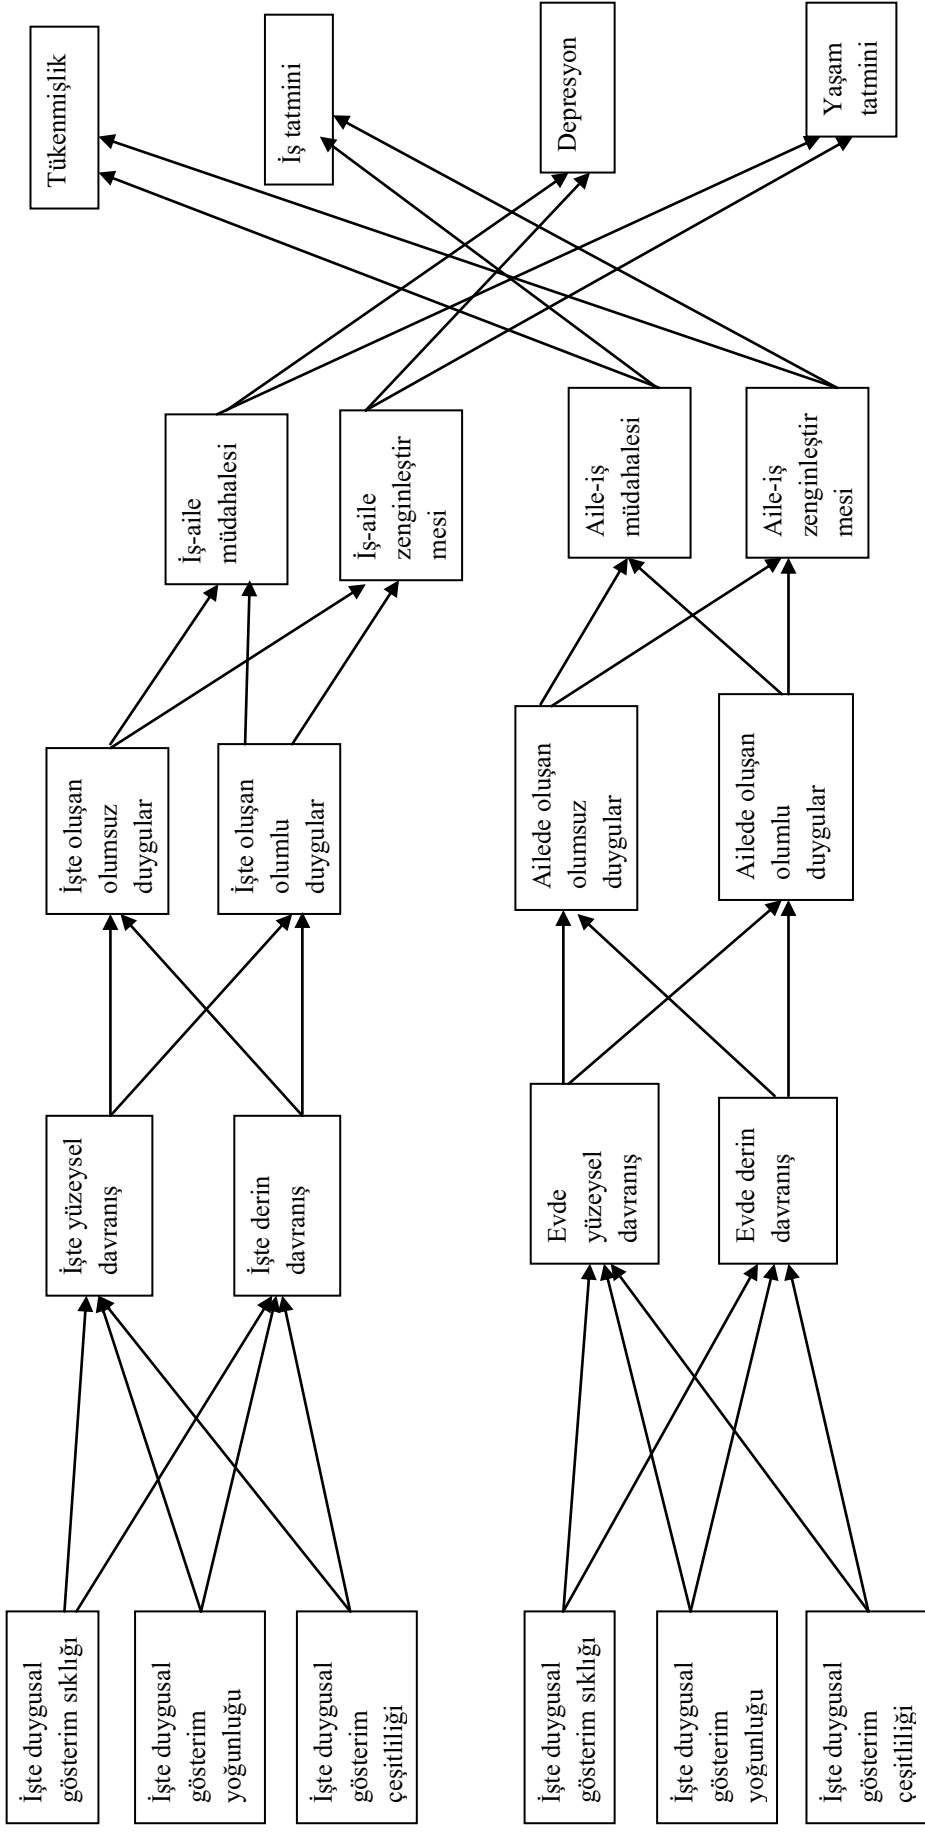 İşte duygusal
gösterim sıklığı
İşte duygusal
gösterim
yoğunluğu
İşte duygusal
gösterim
çeşitliliği
İşte duygusal
gösterim sıklığı
İşte duygusal
gösterim
yoğunluğu
İşte duygusal
gösterim
çeşitliliği
İşte yüzeysel
davranış
İşte derin
davranış
Evde
yüzeysel
davranış
Evde derin
davranış
İşte oluşan
olumsuz
duygular
İşte oluşan
olumlu
duygular
Ailede oluşan
olumsuz
duygular
Ailede oluşan
olumlu
duygular
İş-aile
müdahalesi
İş-aile
zenginleştir
mesi
Aile-iş
müdahalesi
Aile-iş
zenginleştir
mesi
Tükenmişlik
İş tatmini
Depresyon
Yaşam
tatmini